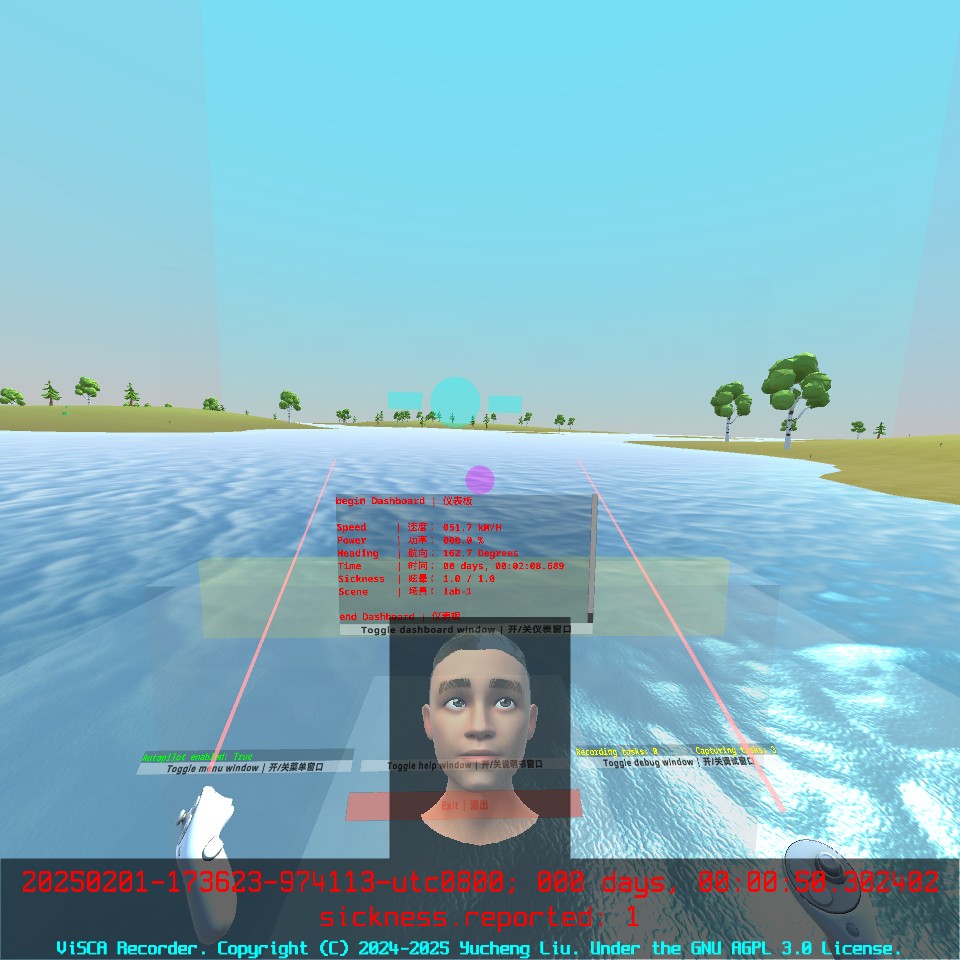 begin Dashboard | 仪表板
Speed | 速度： 051.7 kM/H
Power | 功率： 000.0 %
Heading | 航向： 162.7 Degrees
Time | 时间： 00 days, 00:02:08.689
Sickness | 眩晕： 1.0 / 1.0
Scene | 场景： lab-1
end Dashboard | 仪表板
Toggle dashboard window | 开/关仪表窗口
Autopilot enabled: True
Toggle menu window | 开/关菜单窗口
Toggle help window | 开/关说明书窗口
Recording tasks: 0 Capturing tasks: 3
Toggle debug window | 开/关调试窗口
Exit | 退出
20250201-173623-974113-utc0800; 000 days, 00:00:50.302402
sickness.reported: 1
ViSCA Recorder. Copyright (C) 2024-2025 Yucheng Liu. Under the GNU AGPL 3.0 License.